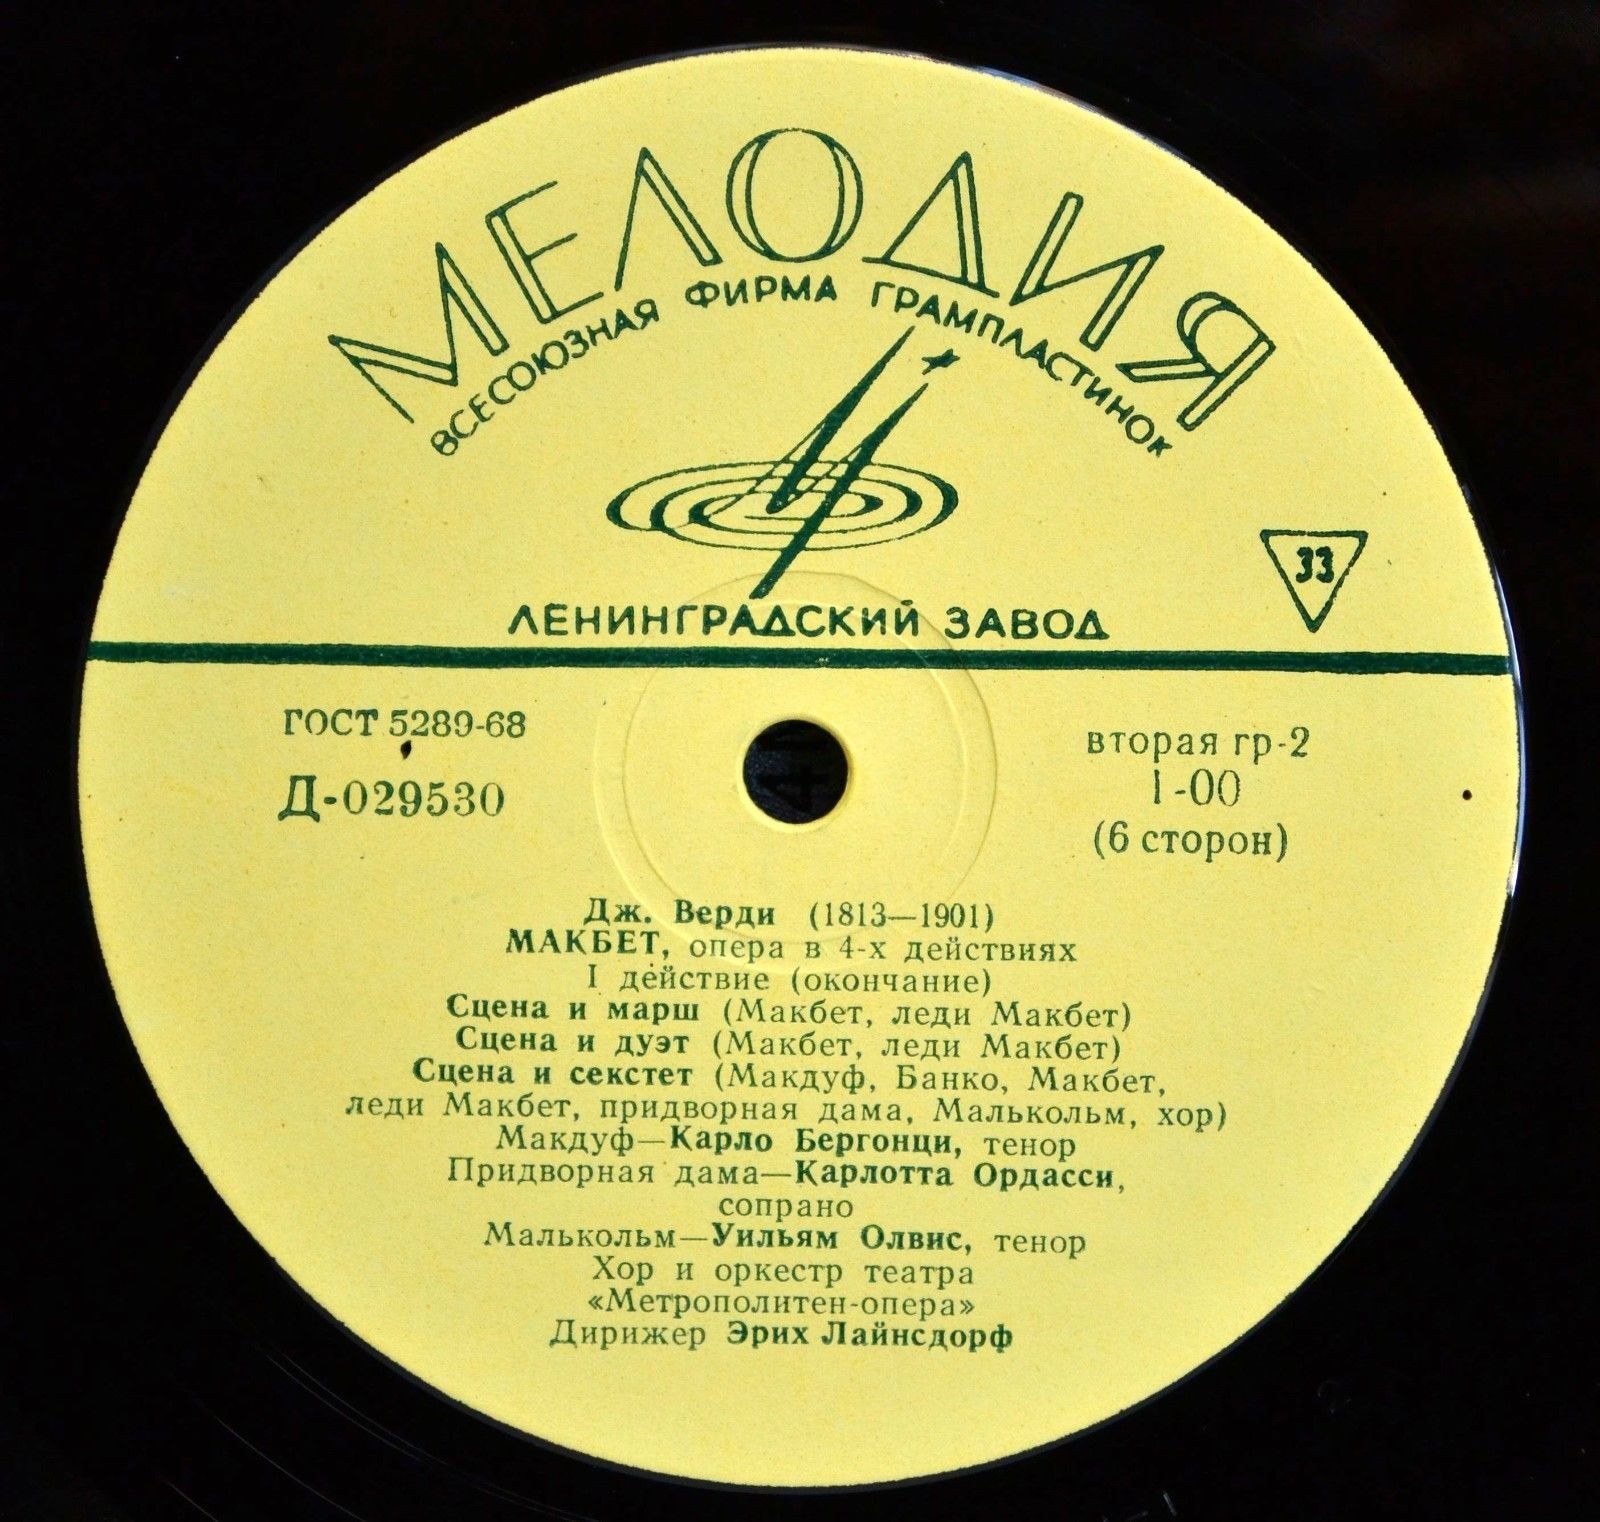 МЕЛОДИЯ
ВСЕСОЮЗНАЯ ФИРМА ГРАМПЛАСТИНОК
33
ЛЕНИНГРАДСКИЙ ЗАВОД
ГОСТ 5289-68
Д-029530
вторая гр-2
1-00
(6 сторон)
Дж. Верди (1813—1901)
МАКБЕТ, опера в 4-х действиях
I действие (окончание)
Сцена и марш (Макбет, леди Макбет)
Сцена и дуэт (Макбет, леди Макбет)
Сцена и секстет (Макдуф, Банко, Макбет,
леди Макбет, придворная дама, Малькольм, хор)
Макдуф—Карло Бергонци, тенор
Придворная дама—Карлотта Ордасси,
сопрано
Малькольм—Уильям Олвис, тенор
Хор и оркестр театра
«Метрополитен-опера»
Дирижер Эрих Лайнсдорф